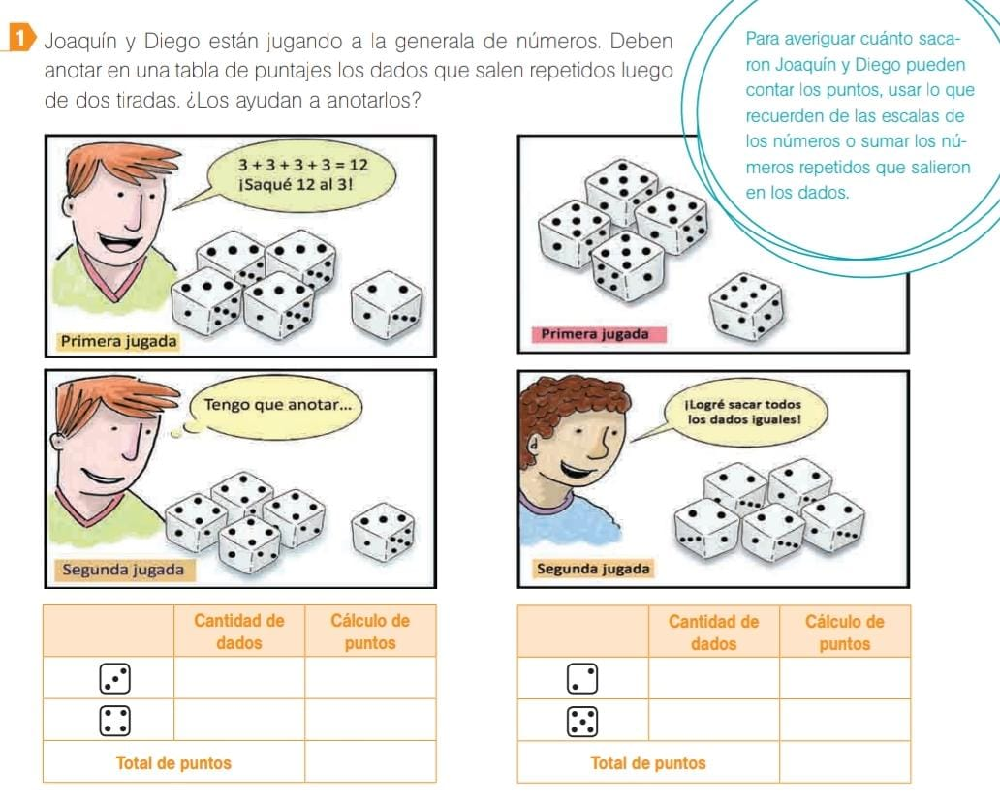 1
Joaquín y Diego están jugando a la generala de números. Deben
anotar en una tabla de puntajes los dados que salen repetidos luego
de dos tiradas. ¿Los ayudan a anotarlos?
Para averiguar cuánto saca-
ron Joaquín y Diego pueden
contar los puntos, usar lo que
recuerden de las escalas de
los números o sumar los nú-
meros repetidos que salieron
en los dados.
3 + 3 + 3 + 3 = 12
¡Saqué 12 al 3!
Primera jugada
Primera jugada
Tengo que anotar...
Segunda jugada
¡Logré sacar todos
los dados iguales!
Segunda jugada
Cantidad de
dados
Cálculo de
puntos
Total de puntos
Cantidad de
dados
Cálculo de
puntos
Total de puntos